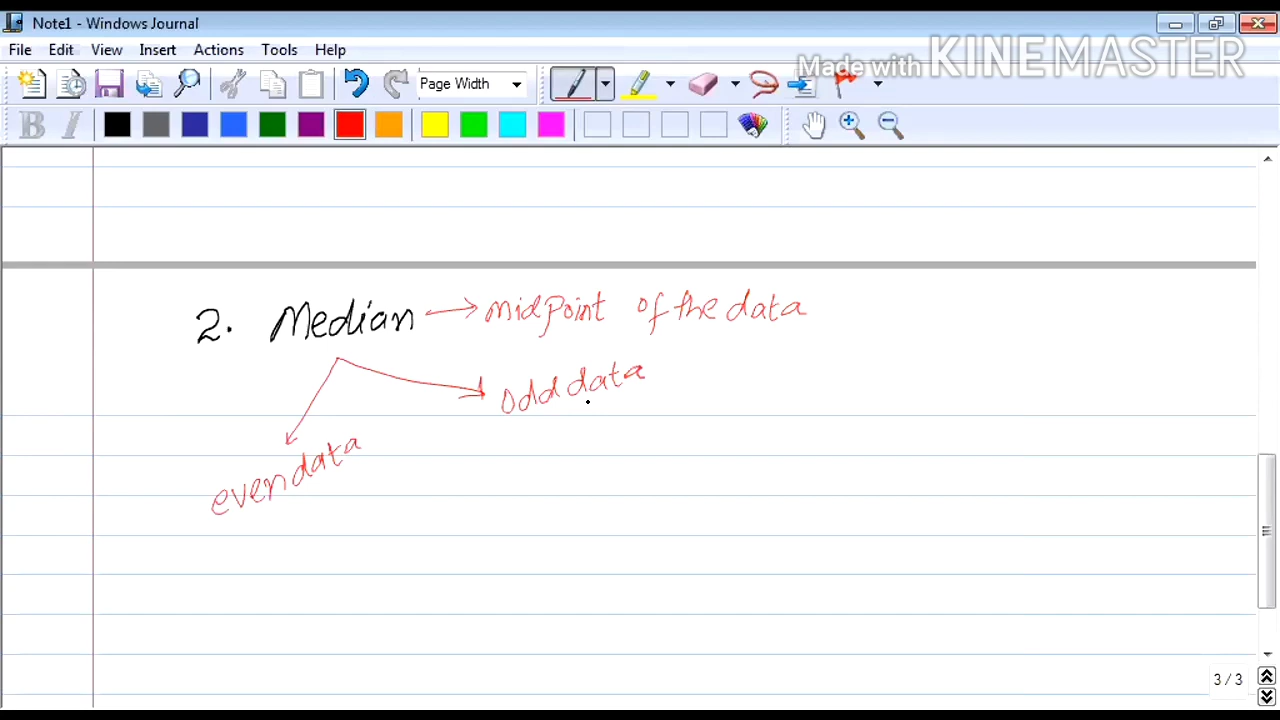 Note1 - Windows Journal
Made with KINEMASTER
File Edit View Insert Actions Tools Help
Page Width
B I
2. Median → midpoint of the data
odd data
even data
3 / 3